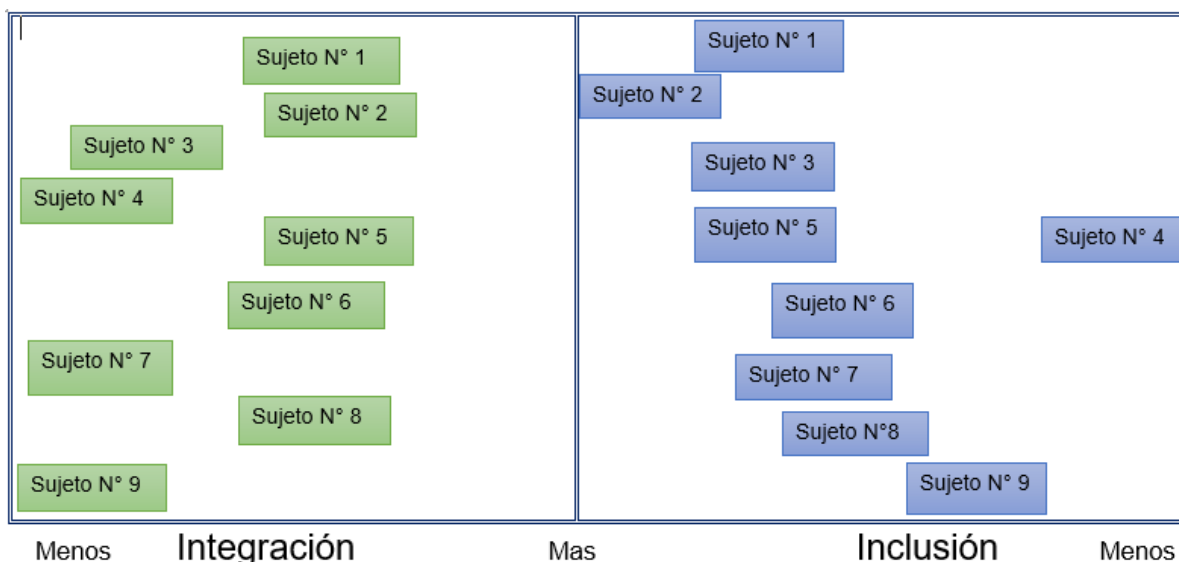 Sujeto N° 1
Sujeto N° 2
Sujeto N° 3
Sujeto N° 4
Sujeto N° 5
Sujeto N° 6
Sujeto N° 7
Sujeto N° 8
Sujeto N° 9
Sujeto N° 1
Sujeto N° 2
Sujeto N° 3
Sujeto N° 5
Sujeto N° 4
Sujeto N° 6
Sujeto N° 7
Sujeto N°8
Sujeto N° 9
Menos Integración Mas Inclusión Menos